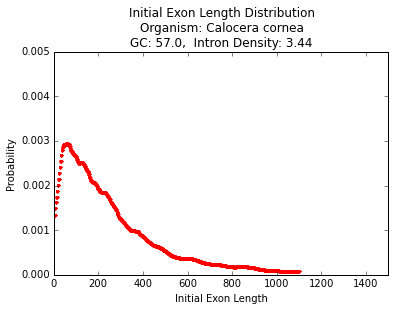 Initial Exon Length Distribution
Organism: Calocera cornea
GC: 57.0,  Intron Density: 3.44
0.005
0.004
0.003
0.002
0.001
0.000
Probability
0
200
400
600
800
1000
1200
1400
Initial Exon Length